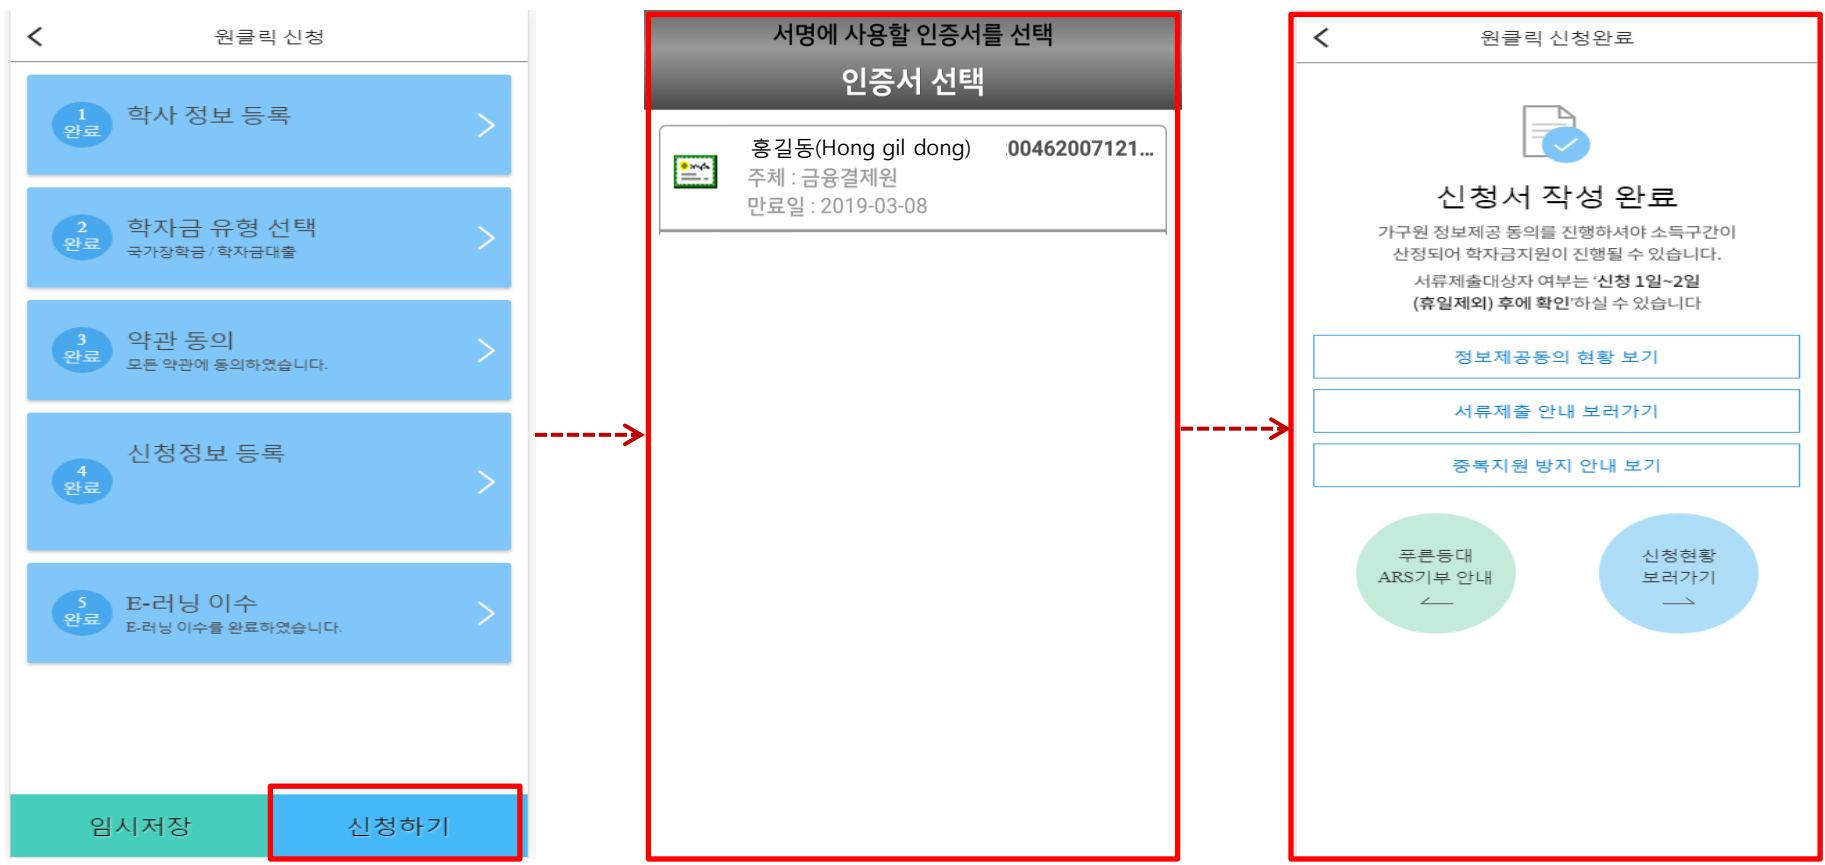 원클릭 신청
1
완료
학사 정보 등록
2
완료
학자금 유형 선택
국가장학금 / 학자금대출
3
완료
약관 동의
모든 약관에 동의하였습니다.
4
완료
신청정보 등록
5
완료
E-러닝 이수
E-러닝 이수를 완료하였습니다.
임시저장
신청하기
서명에 사용할 인증서를 선택
인증서 선택
홍길동(Hong gil dong) 00462007121...
주체 : 금융결제원
만료일 : 2019-03-08
원클릭 신청완료
신청서 작성 완료
가구원 정보제공 동의를 진행하셔야 소득구간이
산정되어 학자금지원이 진행될 수 있습니다.
서류제출대상자 여부는 '신청 1일~2일
(휴일제외) 후에 확인'하실 수 있습니다
정보제공동의 현황 보기
서류제출 안내 보러가기
중복지원 방지 안내 보기
푸른등대
ARS기부 안내
신청현황
보러가기